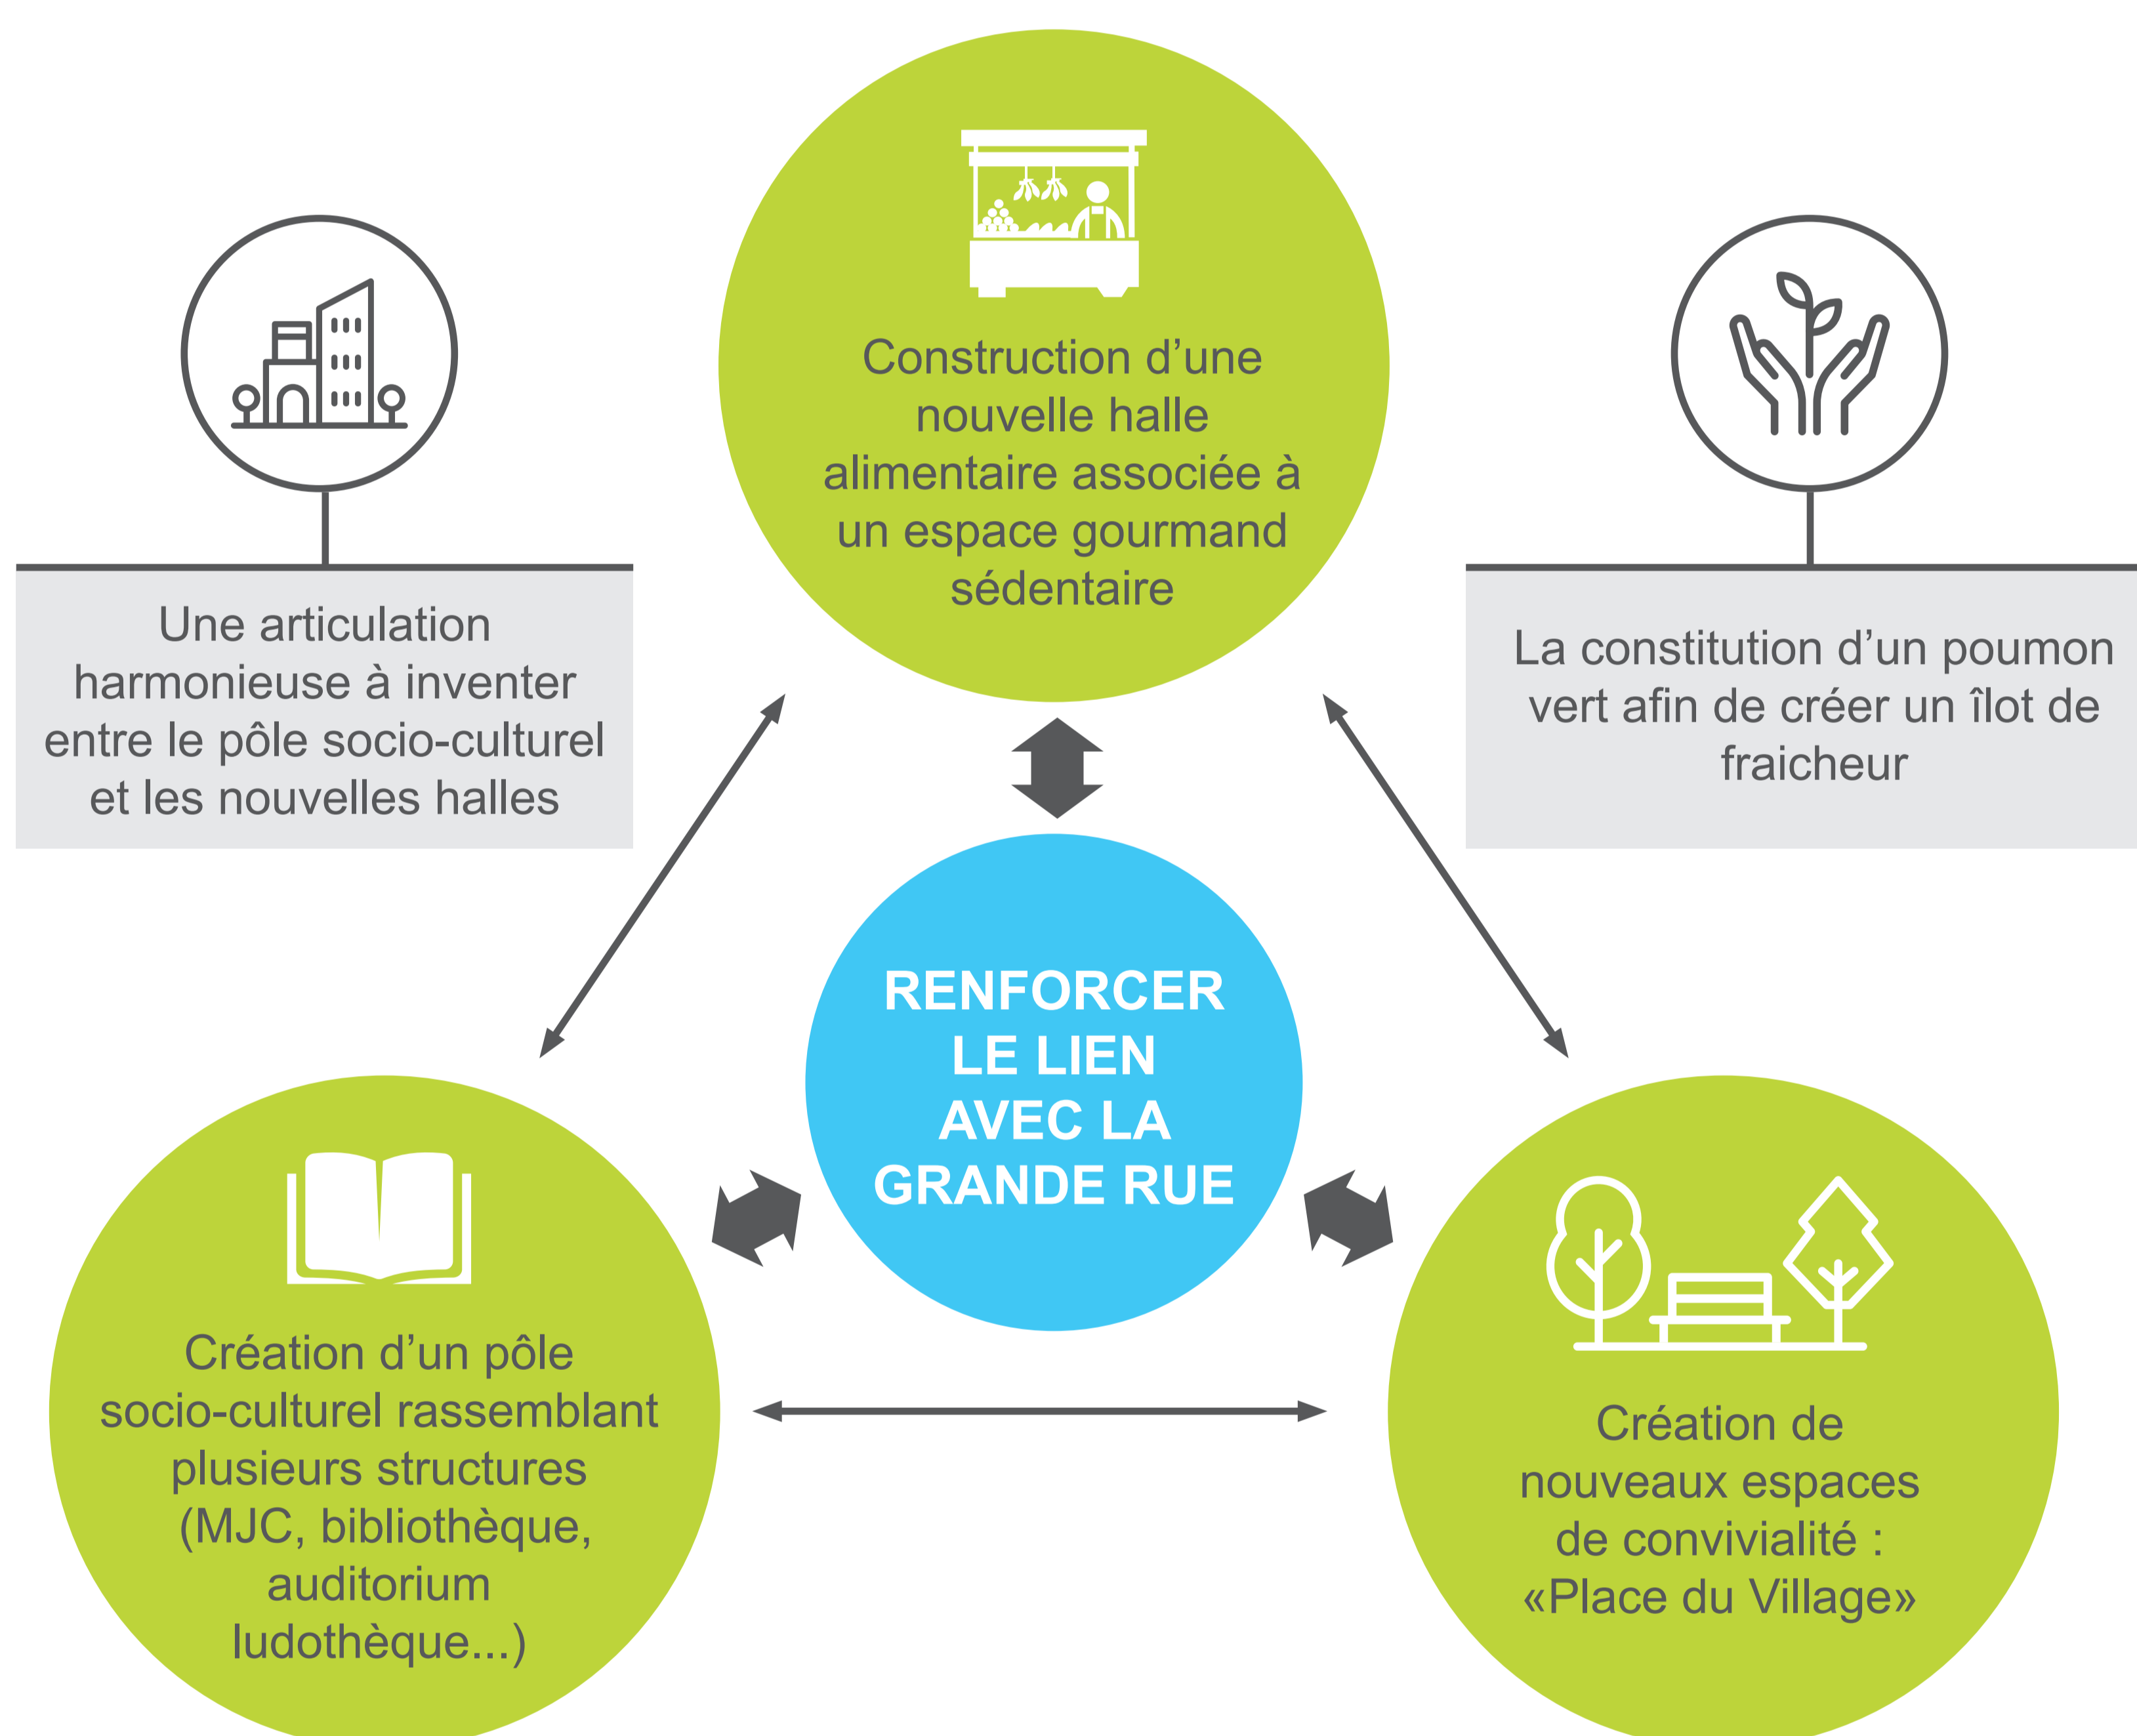 Construction d’une
nouvelle halle
alimentaire associée à
un espace gourmand
sédentaire
Une articulation
harmonieuse à inventer
entre le pôle socio-culturel
et les nouvelles halles
La constitution d’un poumon
vert afin de créer un îlot de
fraicheur
RENFORCER
LE LIEN
AVEC LA
GRANDE RUE
Création d’un pôle
socio-culturel rassemblant
plusieurs structures
(MJC, bibliothèque,
auditorium
ludothèque...)
Création de
nouveaux espaces
de convivialité :
«Place du Village»